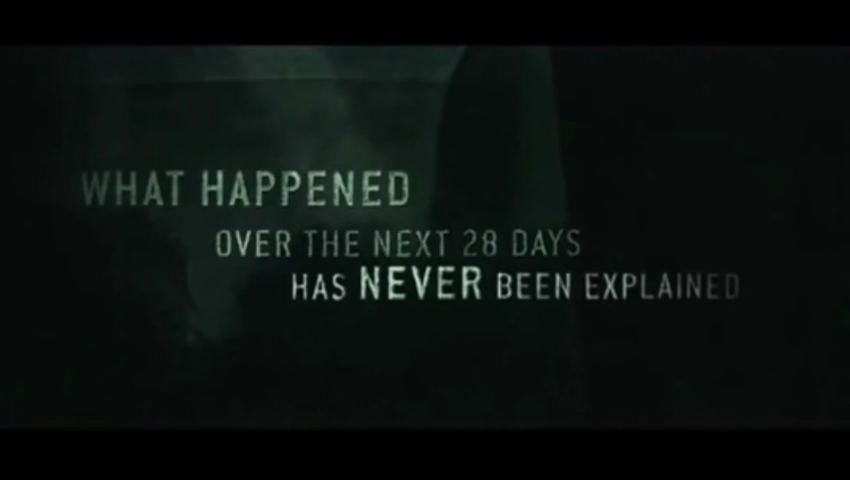 WHAT HAPPENED
OVER THE NEXT 28 DAYS
HAS NEVER BEEN EXPLAINED